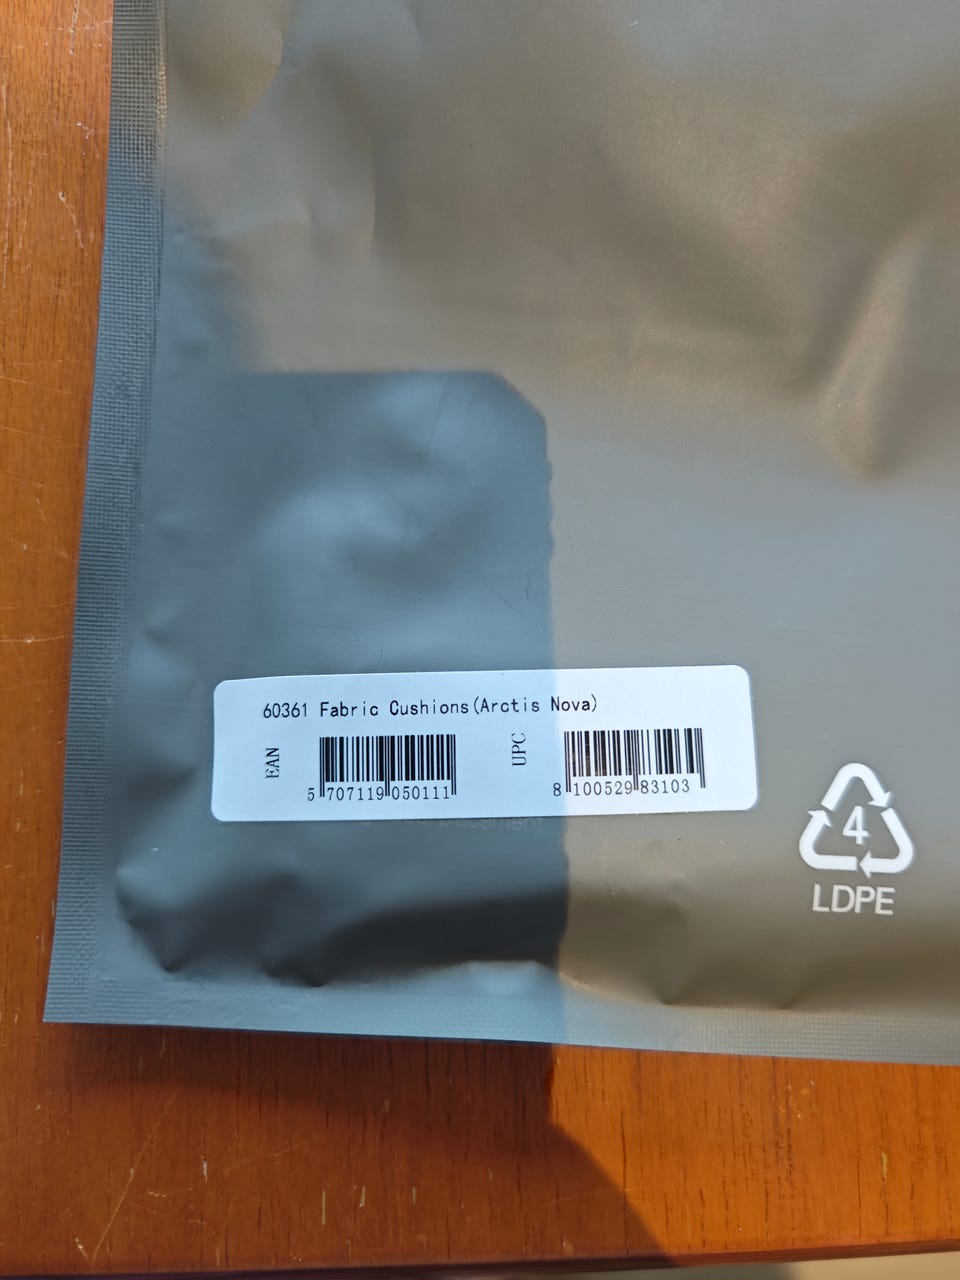 60361 Fabric Cushions(Arctis Nova)
EAN
5 707119 050111
UPC
8 100529 83103
4
LDPE